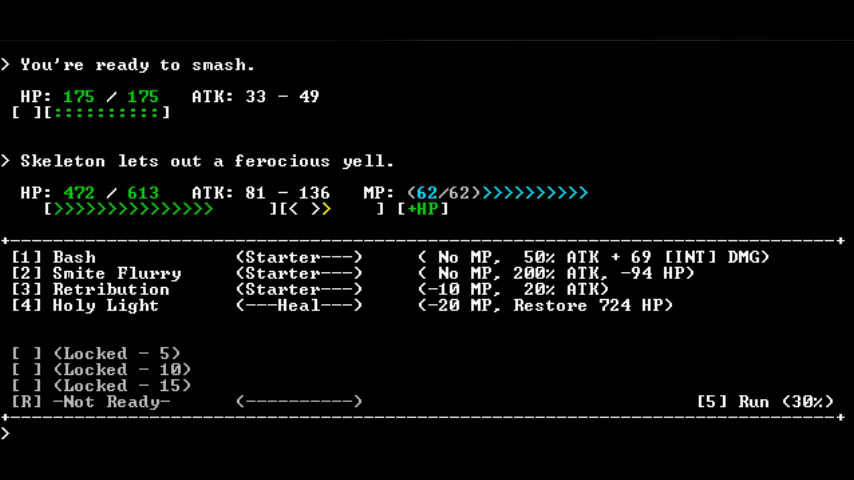 > You're ready to smash.
HP: 175 / 175   ATK: 33 - 49
[ ][::::::::::]
> Skeleton lets out a ferocious yell.
HP: 472 / 613   ATK: 81 - 136   MP: (62/62)>>>>>>>>>>
[>>>>>>>>>>>>>>>       ][< >>     ] [+HP]
+------------------------------------------------------------------------------------------------------+
[1] Bash            (Starter---)      ( No MP,  50% ATK + 69 [INT] DMG)
[2] Smite Flurry    (Starter---)      ( No MP, 200% ATK, -94 HP)
[3] Retribution     (Starter---)      (-10 MP,  20% ATK)
[4] Holy Light      (---Heal---)      (-20 MP, Restore 724 HP)
[ ] (Locked - 5)
[ ] (Locked - 10)
[ ] (Locked - 15)
[R] -Not Ready-     (----------)      [5] Run (30%)
+------------------------------------------------------------------------------------------------------+
>